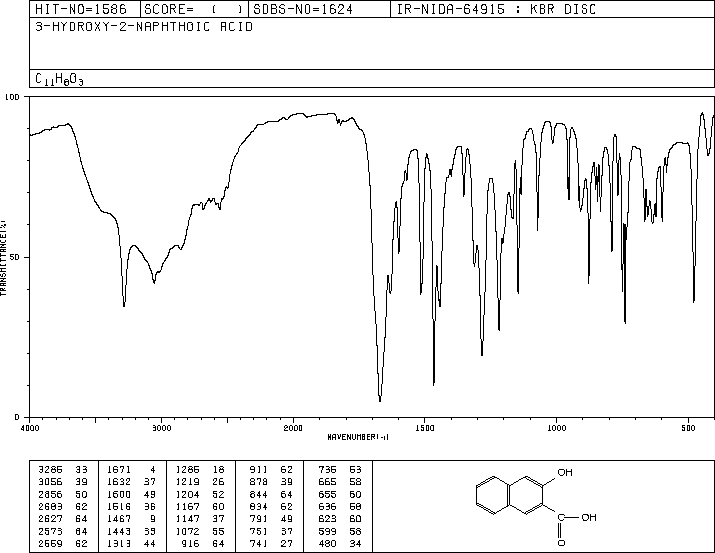 HIT-NO=1586 SCORE= ( ) SDBS-NO=1624 IR-NIDA-64915 : KBR DISC
3-HYDROXY-2-NAPHTHOIC ACID
C11H8O3
100
50
0
TRANSMITTANCE(%)
4000 3000 2000 1500 1000 500
WAVENUMBER(-1)
3285 33 1671 4 1286 18 911 62 736 53
3056 39 1632 37 1219 26 878 39 665 58
2856 50 1600 49 1204 52 844 64 655 60
2683 62 1516 36 1167 60 834 62 636 58
2627 64 1467 9 1147 37 791 49 623 60
2573 64 1443 33 1072 55 751 37 599 58
2559 62 1313 44 916 64 741 27 480 34
OH
C OH
O